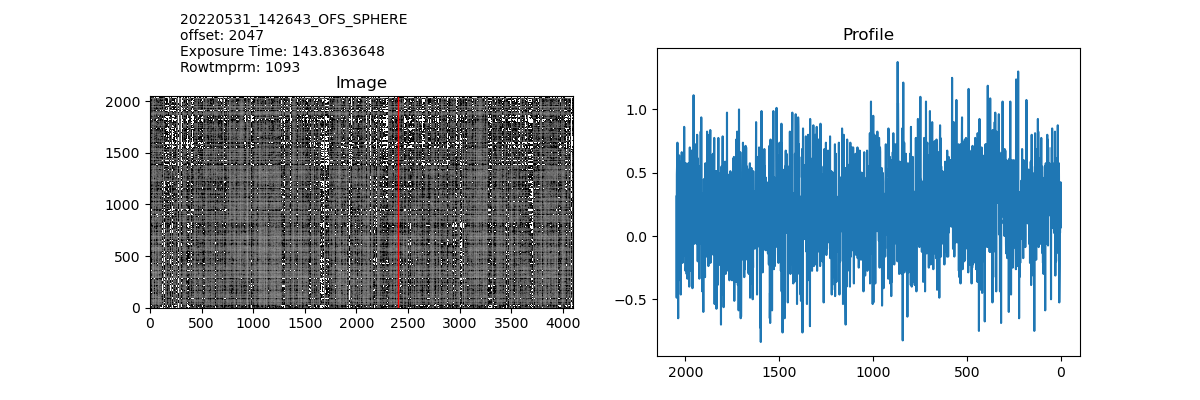 20220531_142643_OFS_SPHERE
offset: 2047
Exposure Time: 143.8363648
Rowtmprm: 1093
Image
Profile
2000
1500
1000
500
0
0 500 1000 1500 2000 2500 3000 3500 4000
1.0
0.5
0.0
−0.5
2000 1500 1000 500 0